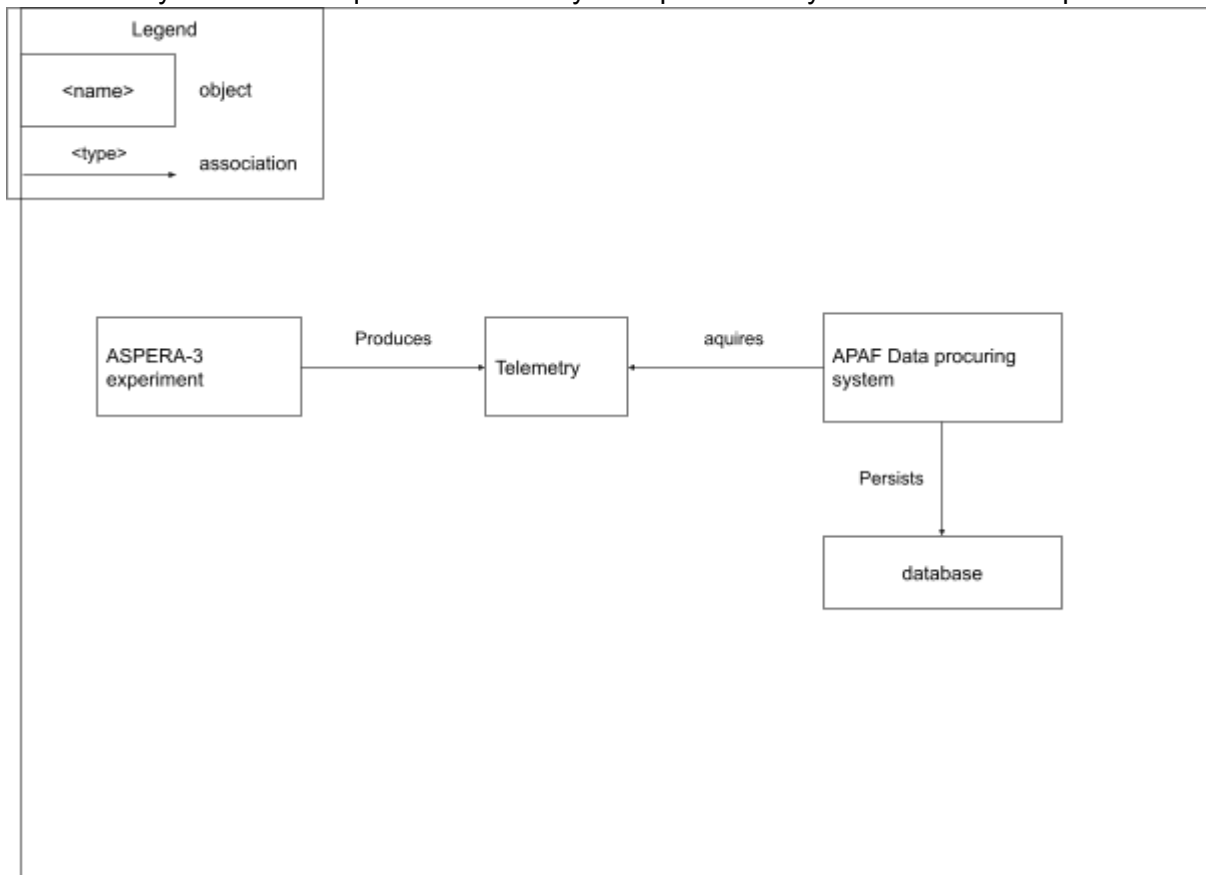 Legend
<name>
object
<type>
association
ASPERA-3
experiment
Produces
Telemetry
aquires
APAF Data procuring
system
Persists
database